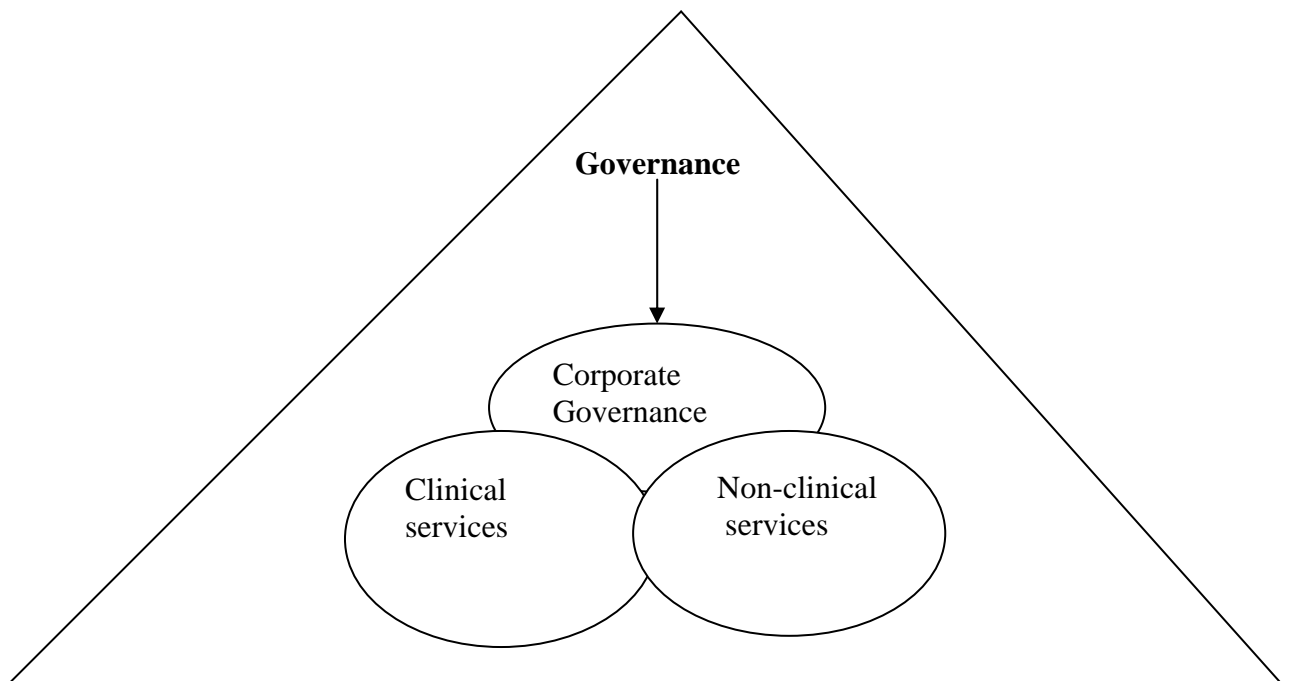 Governance
Corporate
Governance
Clinical
services
Non-clinical
services